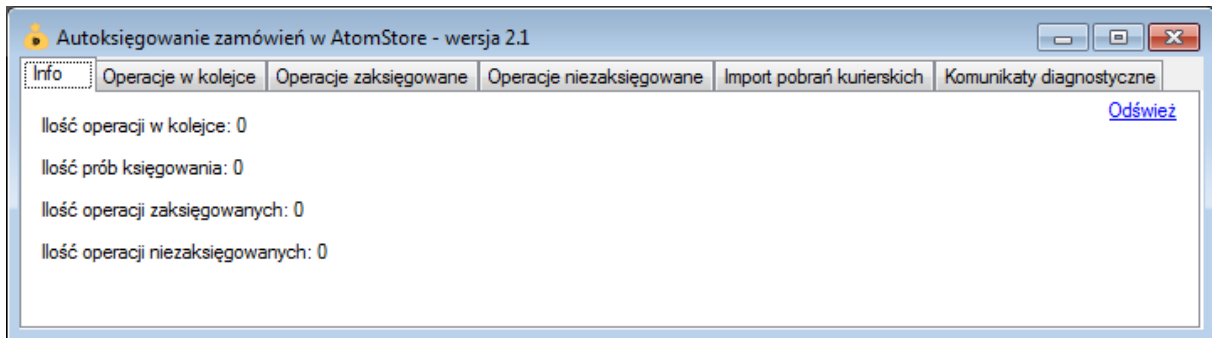 Autoksięgowanie zamówień w AtomStore - wersja 2.1
Info Operacje w kolejce Operacje zaksięgowane Operacje niezaksięgowane Import pobrań kurierskich Komunikaty diagnostyczne
Odśwież
Ilość operacji w kolejce: 0
Ilość prób księgowania: 0
Ilość operacji zaksięgowanych: 0
Ilość operacji niezaksięgowanych: 0